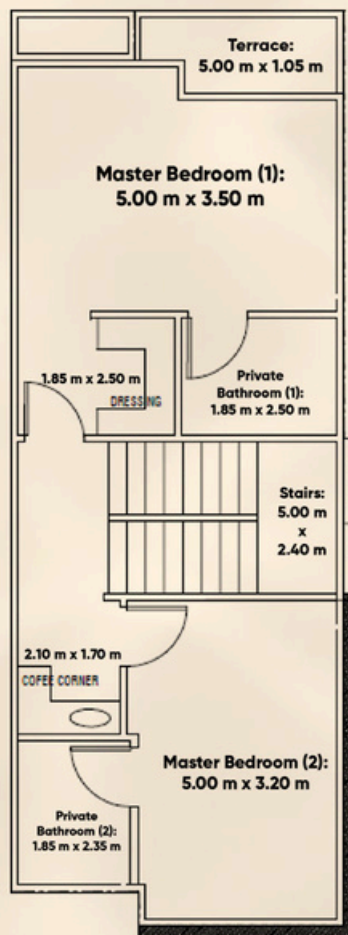 Terrace:
5.00 m x 1.05 m
Master Bedroom (1):
5.00 m x 3.50 m
1.85 m x 2.50 m
DRESSING
Private
Bathroom (1):
1.85 m x 2.50 m
Stairs:
5.00 m
x
2.40 m
2.10 m x 1.70 m
COFEE CORNER
Master Bedroom (2):
5.00 m x 3.20 m
Private
Bathroom (2):
1.85 m x 2.35 m